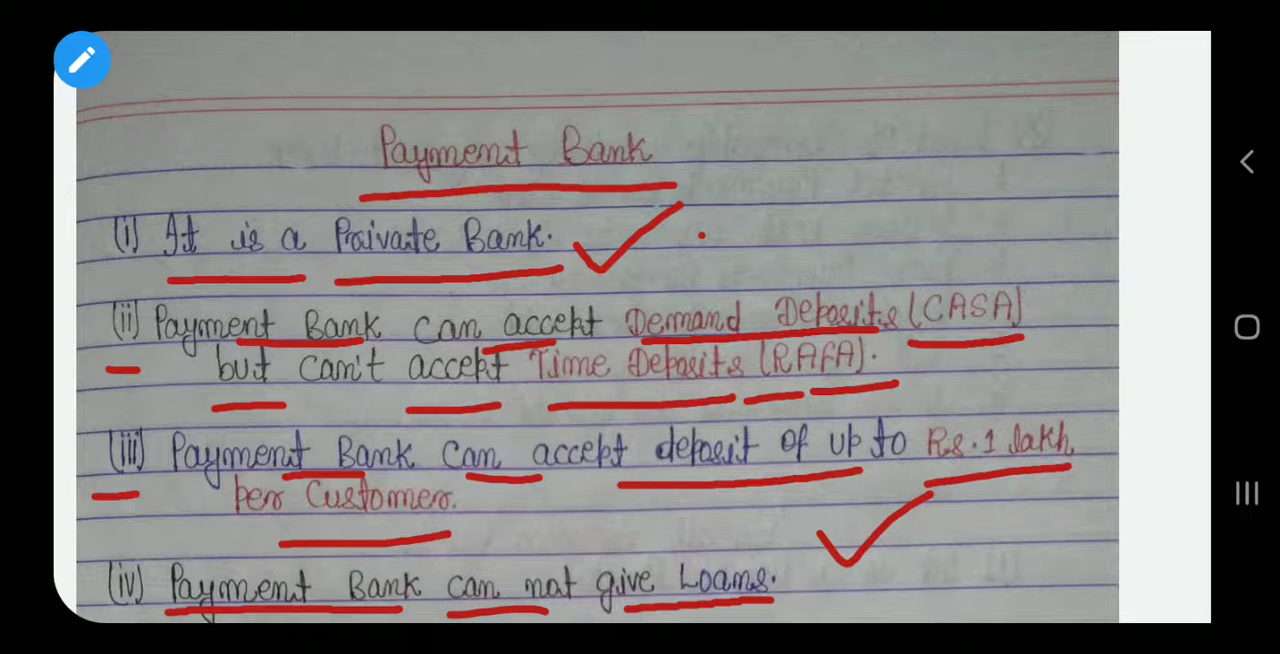 Payment Bank
(i) It is a Private Bank.
(ii) Payment Bank can accept Demand Deposits (CASA)
but can't accept Time Deposits (RAFA).
(iii) Payment Bank can accept deposit of up to Rs. 1 lakh
per Customer.
(iv) Payment Bank can not give Loans.